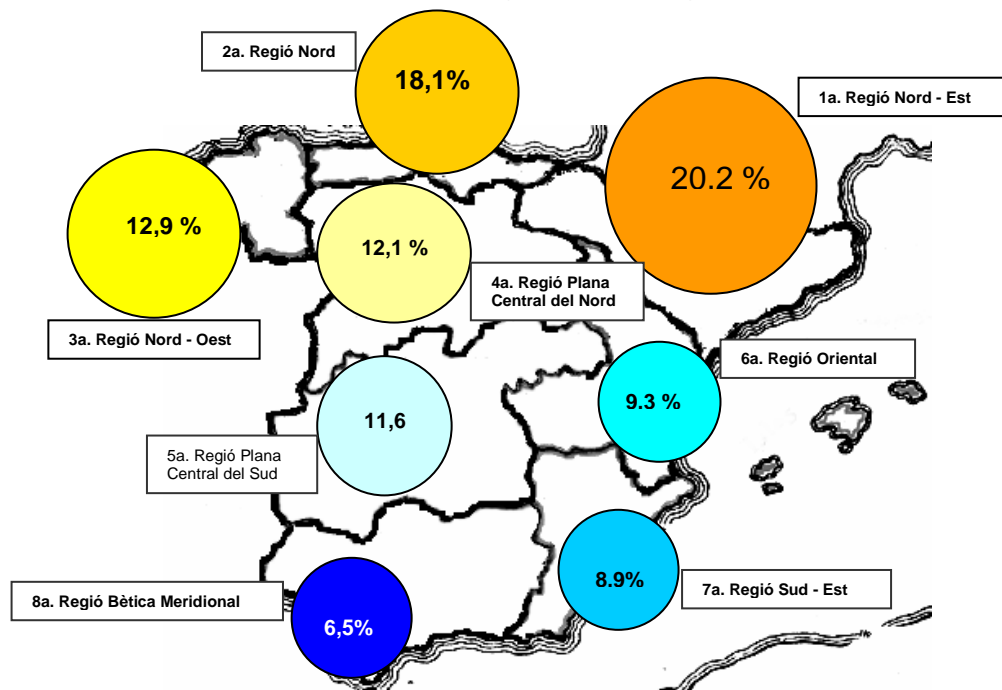 2a. Regió Nord
18,1%
1a. Regió Nord - Est
20.2 %
12,9 %
12,1 %
4a. Regió Plana
Central del Nord
3a. Regió Nord - Oest
6a. Regió Oriental
9.3 %
11,6
5a. Regió Plana
Central del Sud
8.9%
7a. Regió Sud - Est
8a. Regió Bètica Meridional
6,5%